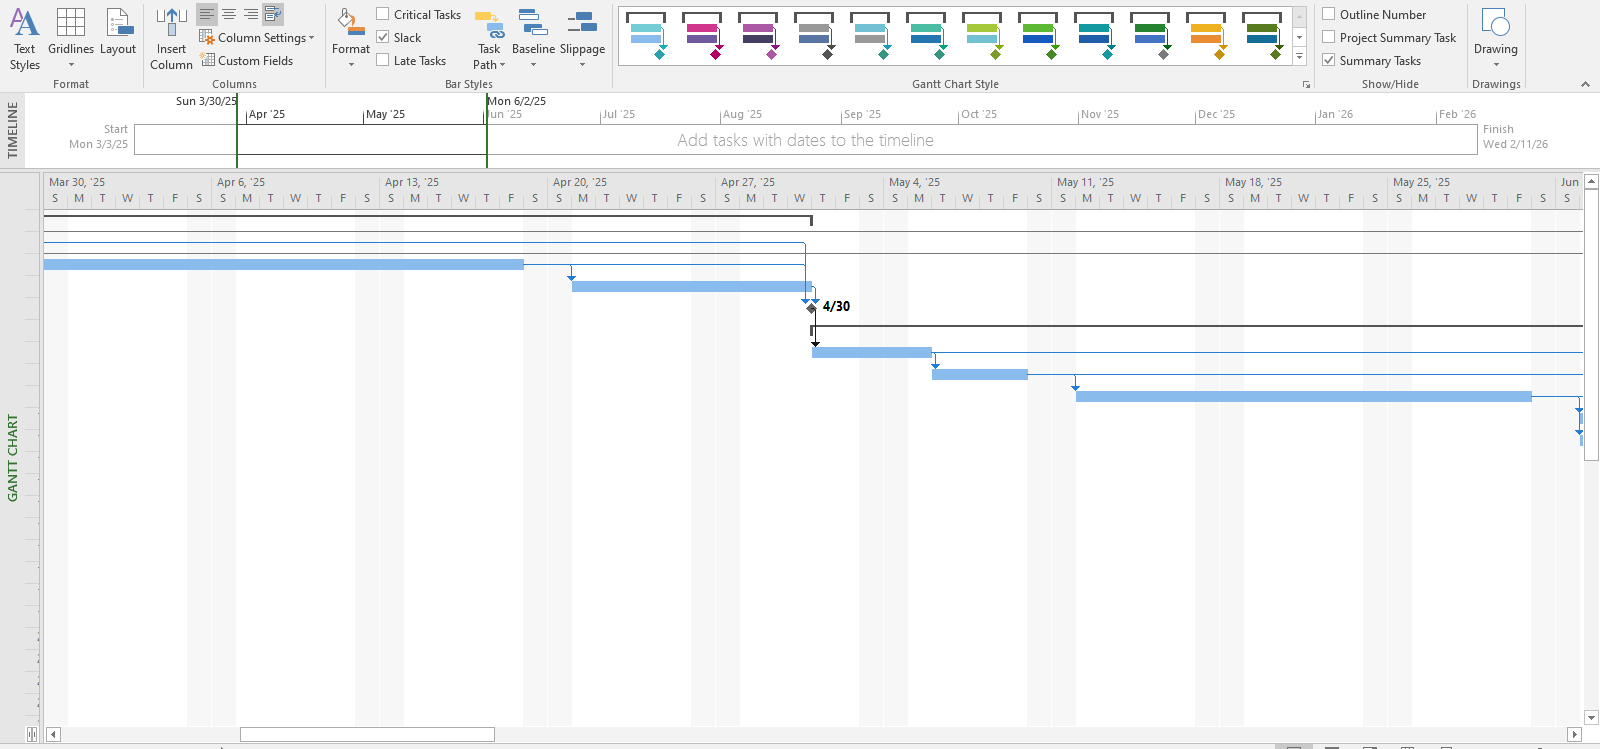 Text Styles
Gridlines
Layout
Format
Insert Column
Column Settings
Custom Fields
Columns
Format
Critical Tasks
Slack
Late Tasks
Task Path
Baseline
Slippage
Bar Styles
Gantt Chart Style
Outline Number
Project Summary Task
Summary Tasks
Show/Hide
Drawing
Drawings
TIMELINE
Sun 3/30/25
Mon 6/2/25
Apr '25 May '25 Jun '25 Jul '25 Aug '25 Sep '25 Oct '25 Nov '25 Dec '25 Jan '26 Feb '26
Start
Mon 3/3/25
Add tasks with dates to the timeline
Finish
Wed 2/11/26
Mar 30, '25 Apr 6, '25 Apr 13, '25 Apr 20, '25 Apr 27, '25 May 4, '25 May 11, '25 May 18, '25 May 25, '25 Jun
S M T W T F S S M T W T F S S M T W T F S S M T W T F S S M T W T F S S M T W T F S S M T W T F S S M T W T F S S M T W T F S S
4/30
GANTT CHART